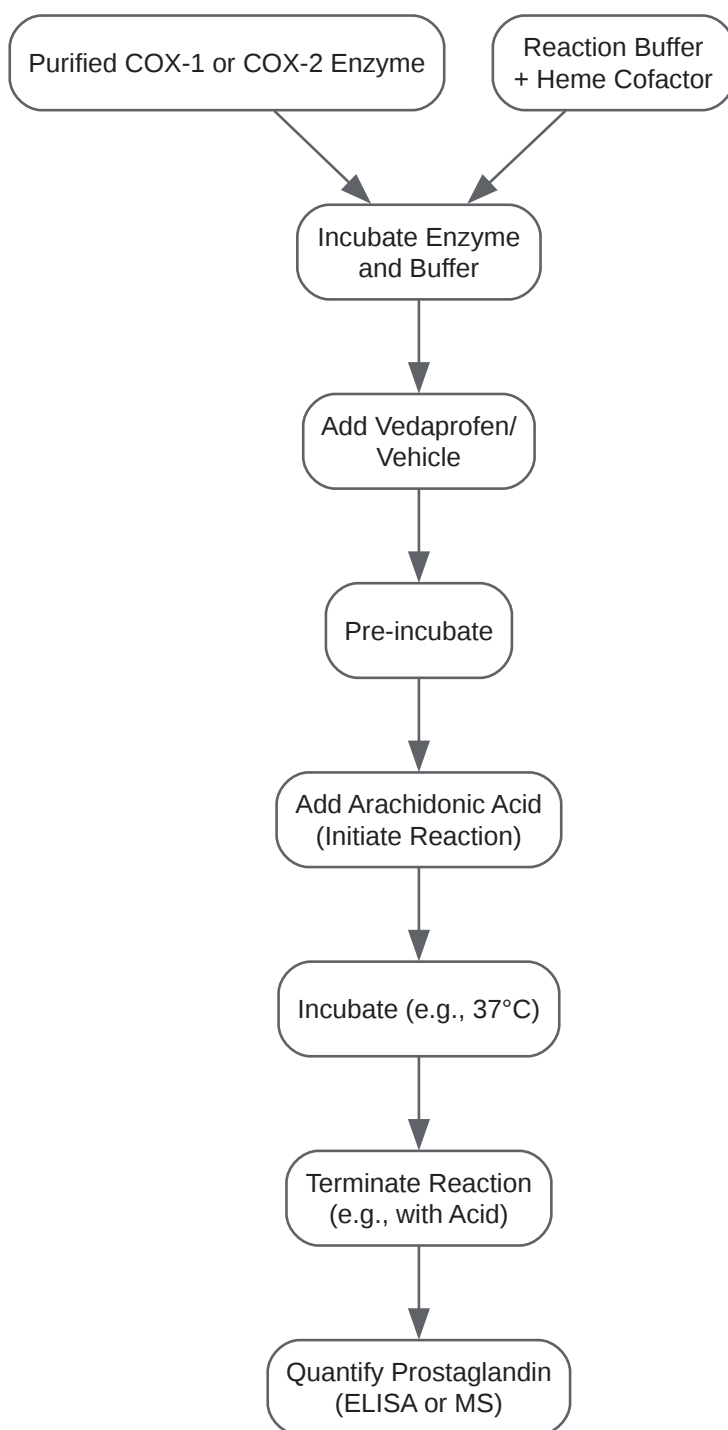 Purified COX-1 or COX-2 Enzyme
Reaction Buffer
+ Heme Cofactor
Incubate Enzyme
and Buffer
Add Vedaprofen/
Vehicle
Pre-incubate
Add Arachidonic Acid
(Initiate Reaction)
Incubate (e.g., 37°C)
Terminate Reaction
(e.g., with Acid)
Quantify Prostaglandin
(ELISA or MS)